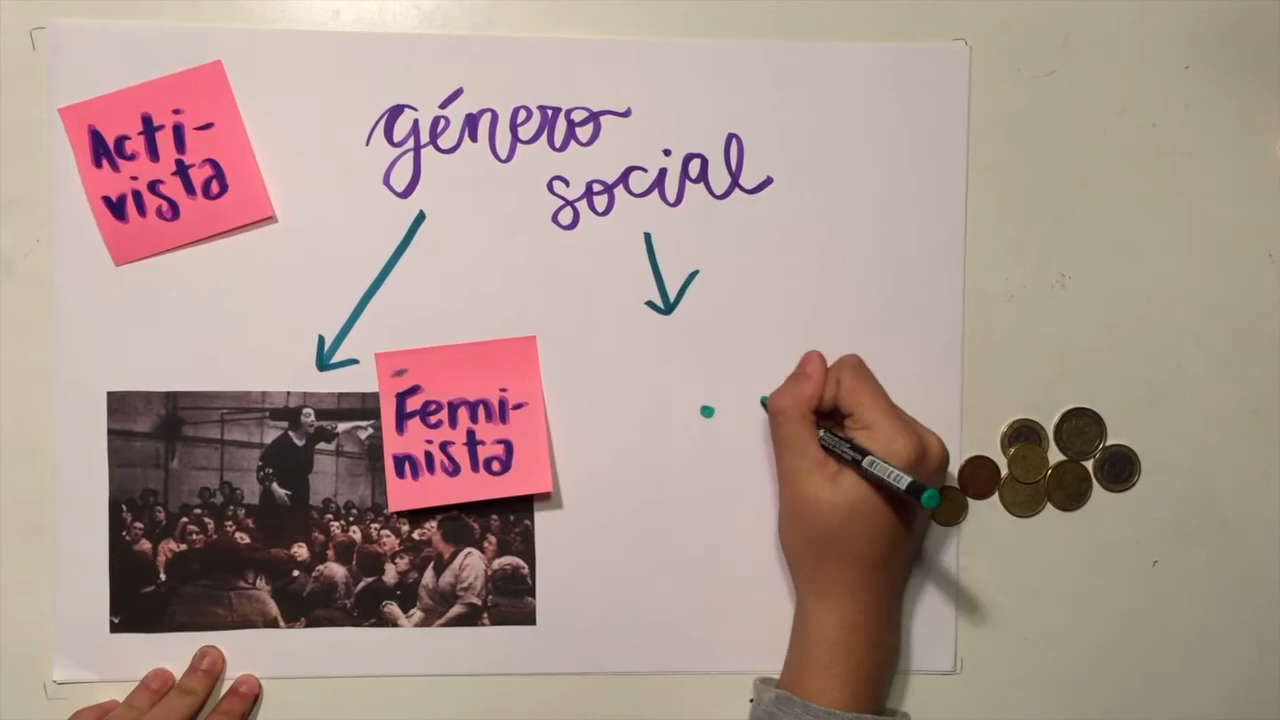 Acti-
vista
género
social
Femi-
nista